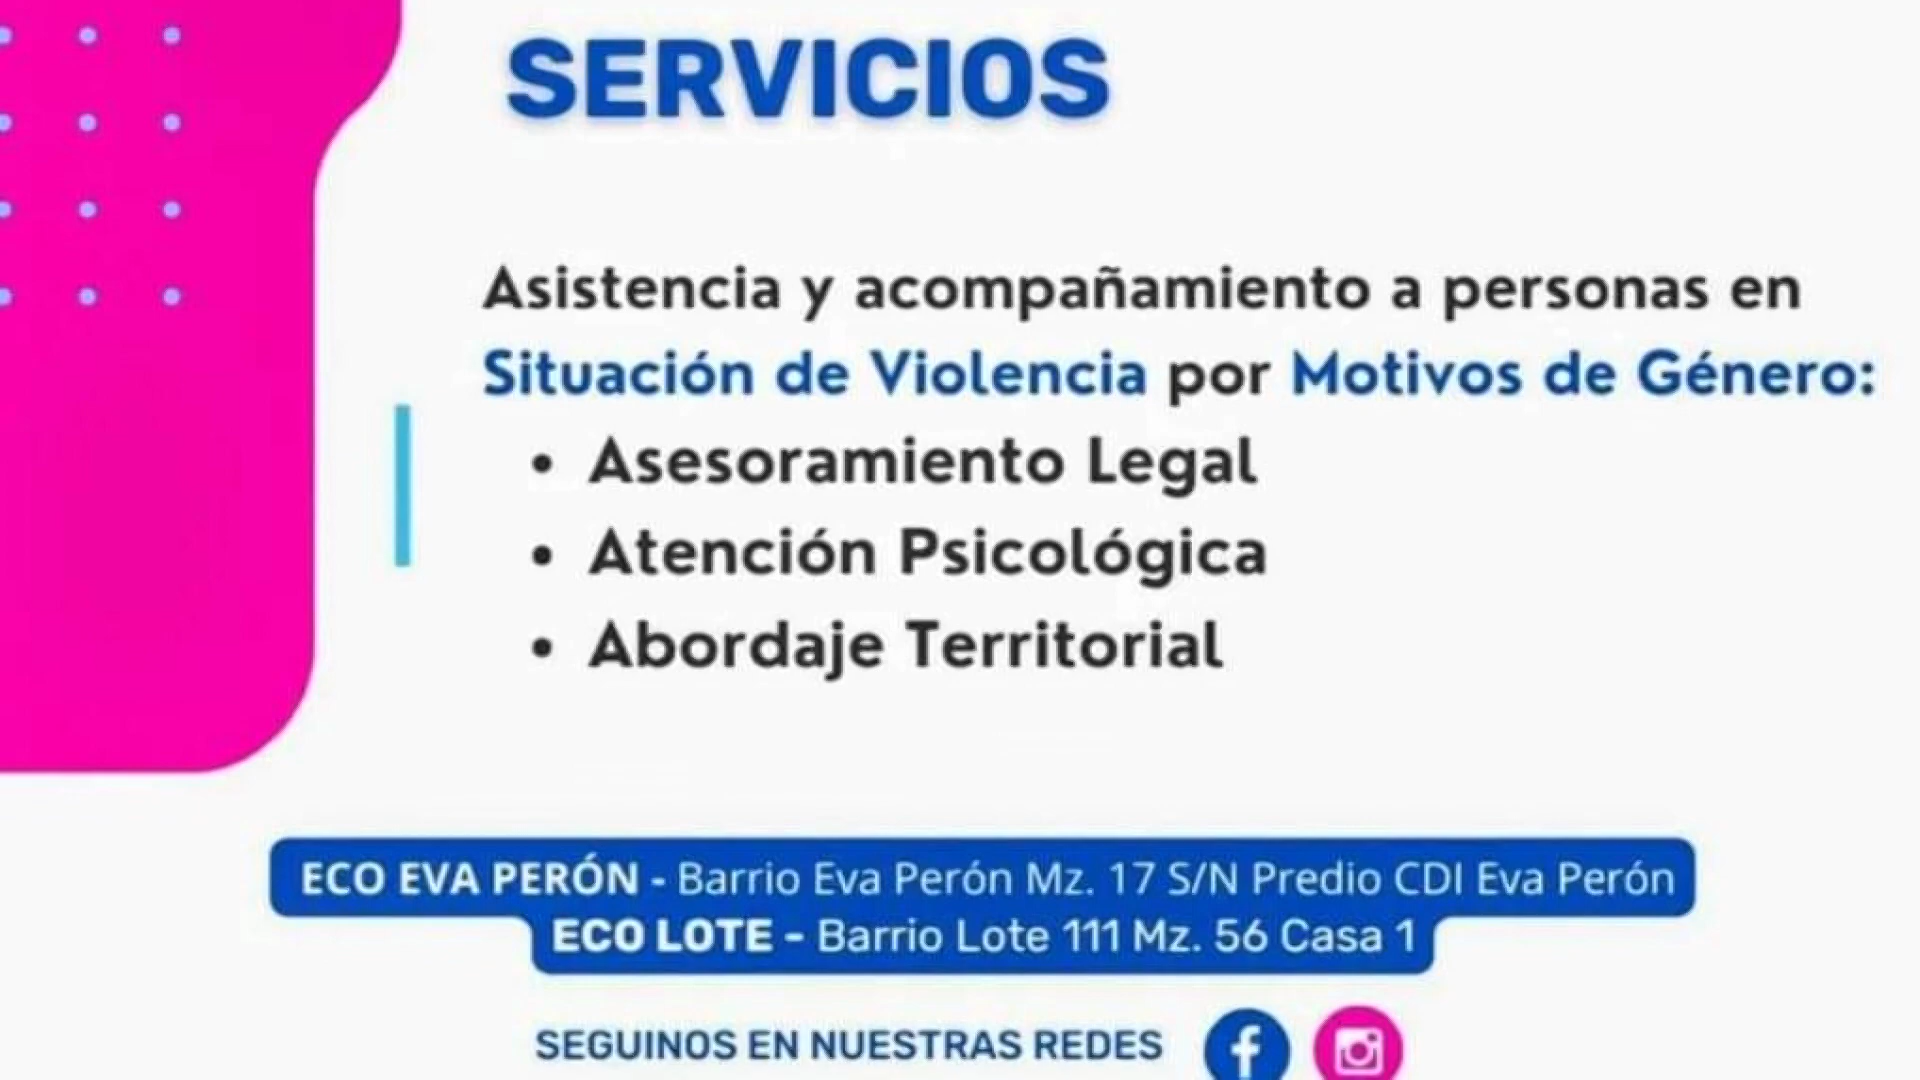 SERVICIOS
Asistencia y acompañamiento a personas en
Situación de Violencia por Motivos de Género:
• Asesoramiento Legal
• Atención Psicológica
• Abordaje Territorial
ECO EVA PERÓN - Barrio Eva Perón Mz. 17 S/N Predio CDI Eva Perón
ECO LOTE - Barrio Lote 111 Mz. 56 Casa 1
SEGUINOS EN NUESTRAS REDES